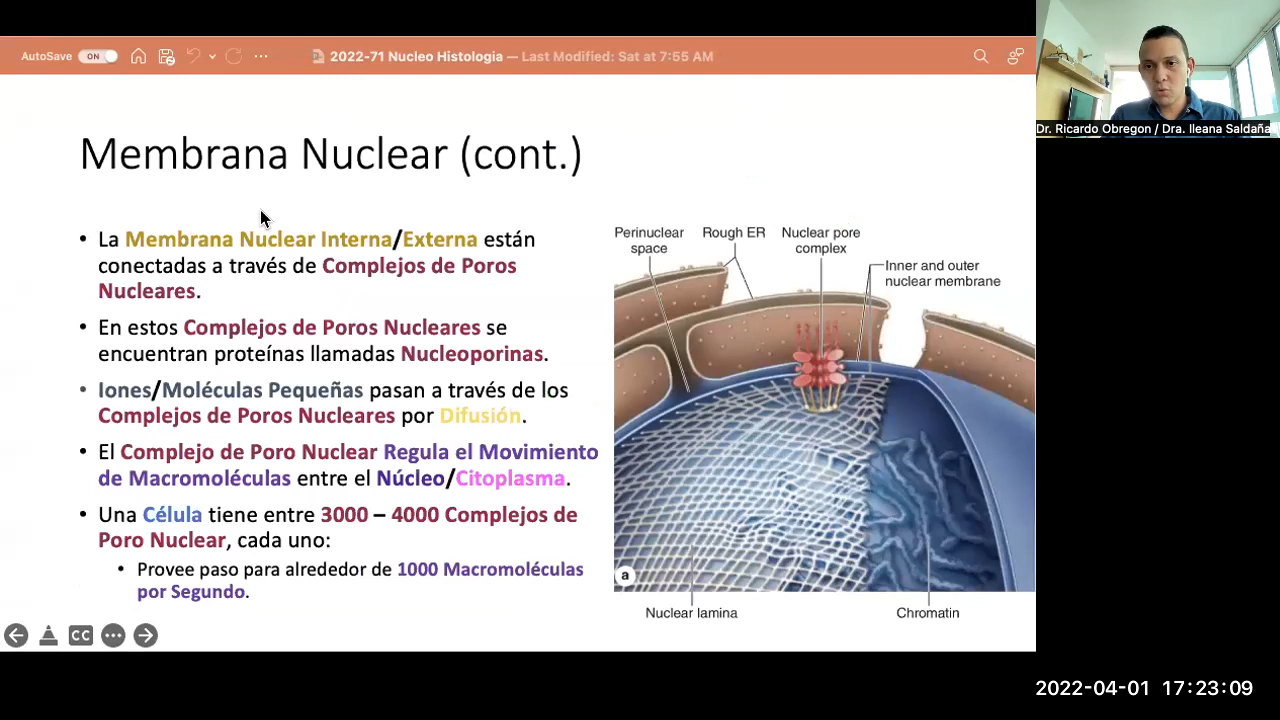 AutoSave ON 2022-71 Nucleo Histologia — Last Modified: Sat at 7:55 AM
Dr. Ricardo Obregon / Dra. Ileana Saldaña
Membrana Nuclear (cont.)
• La Membrana Nuclear Interna/Externa están
conectadas a través de Complejos de Poros
Nucleares.
• En estos Complejos de Poros Nucleares se
encuentran proteínas llamadas Nucleoporinas.
• Iones/Moléculas Pequeñas pasan a través de los
Complejos de Poros Nucleares por Difusión.
• El Complejo de Poro Nuclear Regula el Movimiento
de Macromoléculas entre el Núcleo/Citoplasma.
• Una Célula tiene entre 3000 – 4000 Complejos de
Poro Nuclear, cada uno:
• Provee paso para alrededor de 1000 Macromoléculas
por Segundo.
Perinuclear
space
Rough ER
Nuclear pore
complex
Inner and outer
nuclear membrane
a
Nuclear lamina
Chromatin
CC
2022-04-01 17:23:09